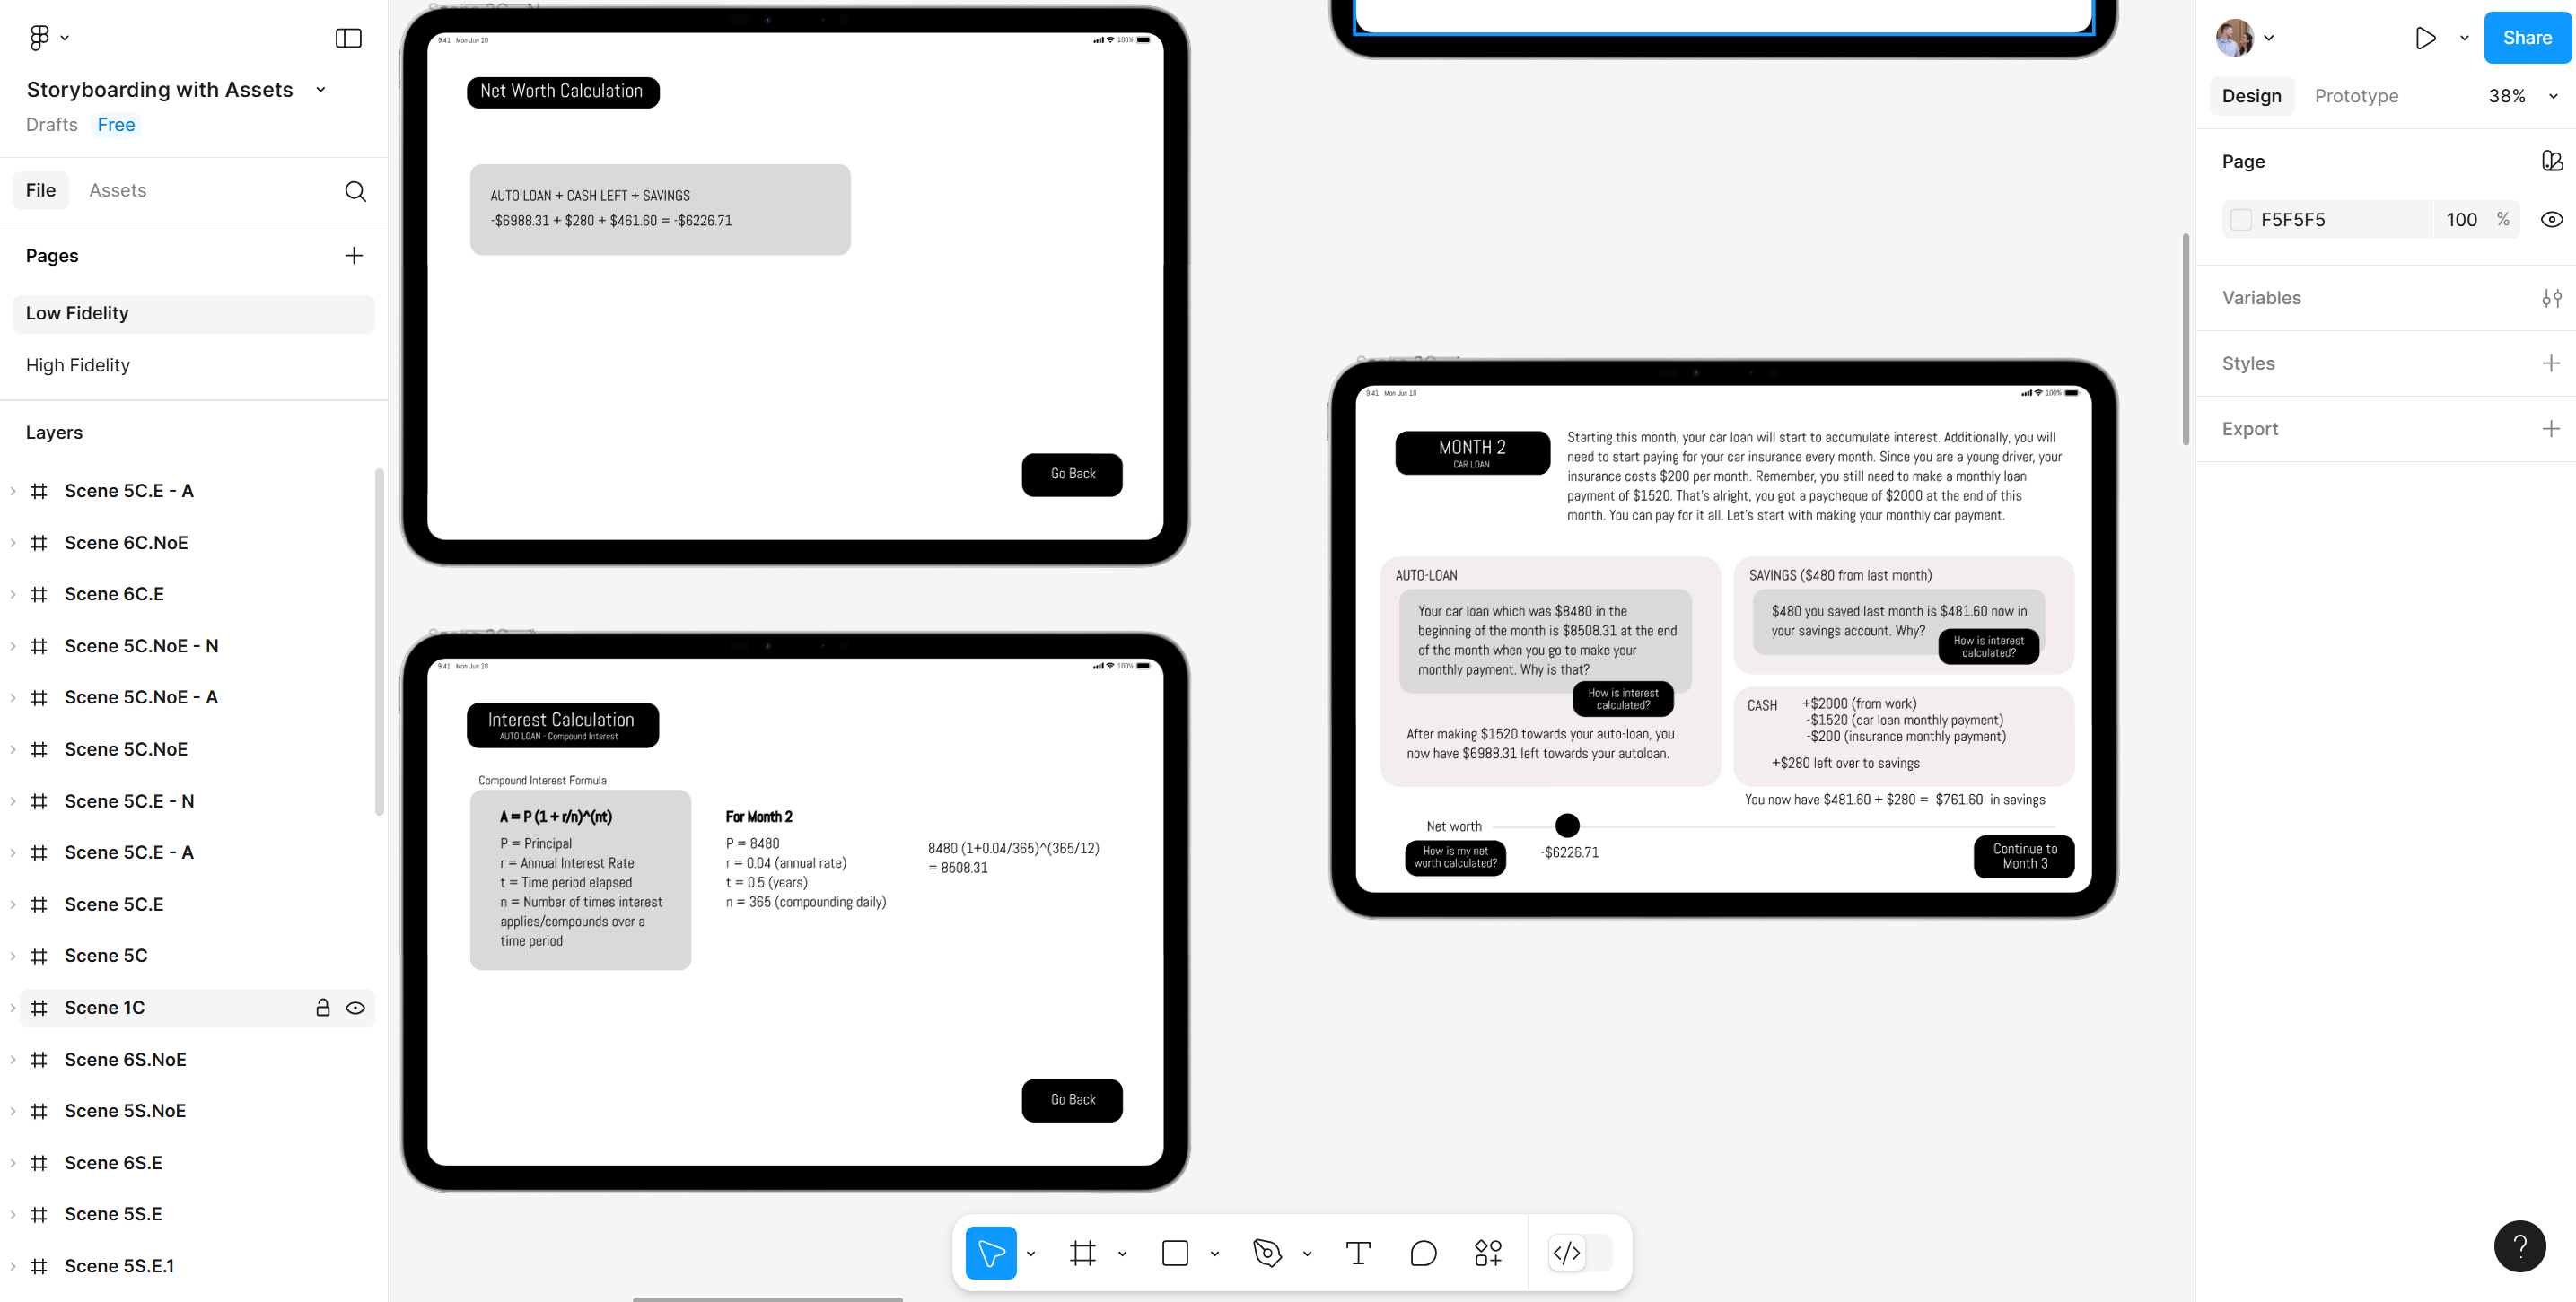 Storyboarding with Assets
Drafts Free
File Assets
Pages
Low Fidelity
High Fidelity
Layers
Scene 5C.E - A
Scene 6C.NoE
Scene 6C.E
Scene 5C.NoE - N
Scene 5C.NoE - A
Scene 5C.NoE
Scene 5C.E - N
Scene 5C.E - A
Scene 5C.E
Scene 5C
Scene 1C
Scene 6S.NoE
Scene 5S.NoE
Scene 6S.E
Scene 5S.E
Scene 5S.E.1
9:41 Mon Jun 10
100%
Net Worth Calculation
AUTO LOAN + CASH LEFT + SAVINGS
-$6988.31 + $280 + $461.60 = -$6226.71
Go Back
9:41 Mon Jun 10
100%
Interest Calculation
AUTO LOAN - Compound Interest
Compound Interest Formula
A = P (1 + r/n)^(nt)
P = Principal
r = Annual Interest Rate
t = Time period elapsed
n = Number of times interest
applies/compounds over a
time period
For Month 2
P = 8480
r = 0.04 (annual rate)
t = 0.5 (years)
n = 365 (compounding daily)
8480 (1+0.04/365)^(365/12)
= 8508.31
Go Back
9:41 Mon Jun 10
100%
MONTH 2
CAR LOAN
Starting this month, your car loan will start to accumulate interest. Additionally, you will
need to start paying for your car insurance every month. Since you are a young driver, your
insurance costs $200 per month. Remember, you still need to make a monthly loan
payment of $1520. That's alright, you got a paycheque of $2000 at the end of this
month. You can pay for it all. Let's start with making your monthly car payment.
AUTO-LOAN
Your car loan which was $8480 in the
beginning of the month is $8508.31 at the end
of the month when you go to make your
monthly payment. Why is that?
How is interest
calculated?
After making $1520 towards your auto-loan, you
now have $6988.31 left towards your autoloan.
SAVINGS ($480 from last month)
$480 you saved last month is $481.60 now in
your savings account. Why?
How is interest
calculated?
CASH
+$2000 (from work)
-$1520 (car loan monthly payment)
-$200 (insurance monthly payment)
+$280 left over to savings
You now have $481.60 + $280 = $761.60 in savings
Net worth
How is my net
worth calculated?
-$6226.71
Continue to
Month 3
Share
Design Prototype 38%
Page
F5F5F5 100 %
Variables
Styles
Export